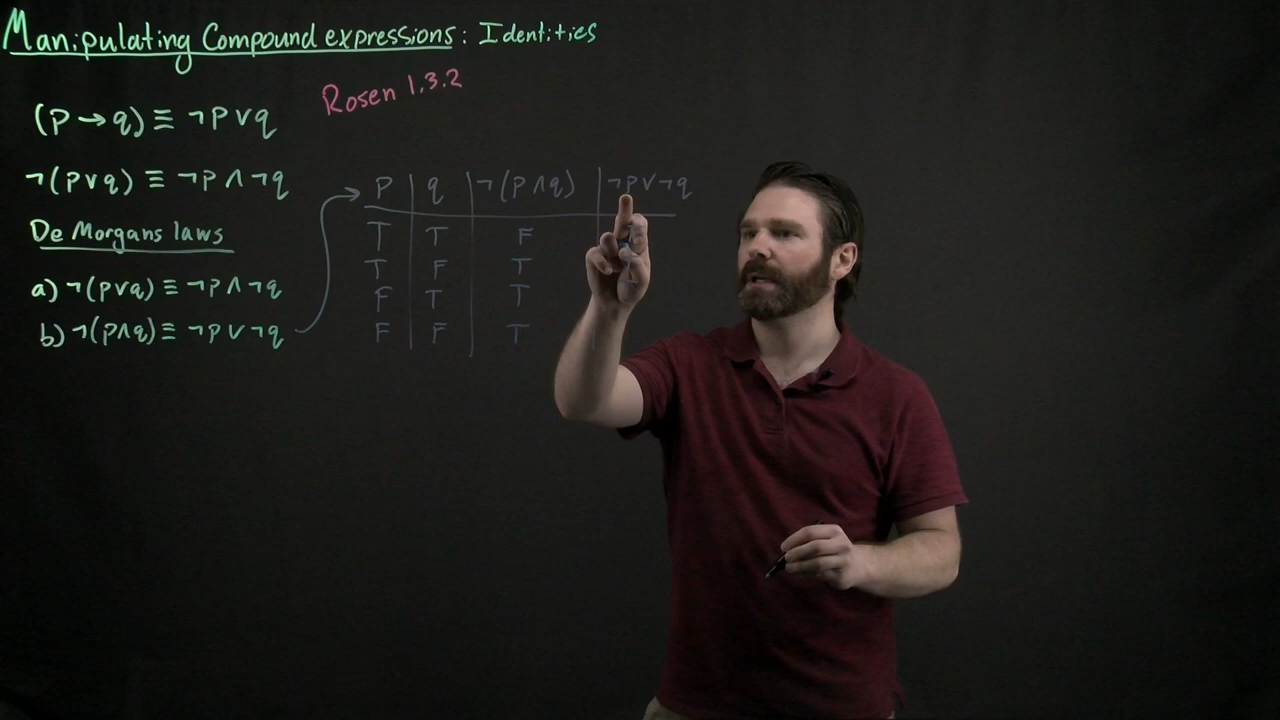 Manipulating Compound expressions: Identities
Rosen 1.3.2
(p → q) ≡ ¬p ∨ q
¬(p ∨ q) ≡ ¬p ∧ ¬q
De Morgans laws
a) ¬(p ∨ q) ≡ ¬p ∧ ¬q
b) ¬(p ∧ q) ≡ ¬p ∨ ¬q
p | q | ¬(p ∧ q) | ¬p ∨ ¬q
T | T | F
T | F | T
F | T | T
F | F | T